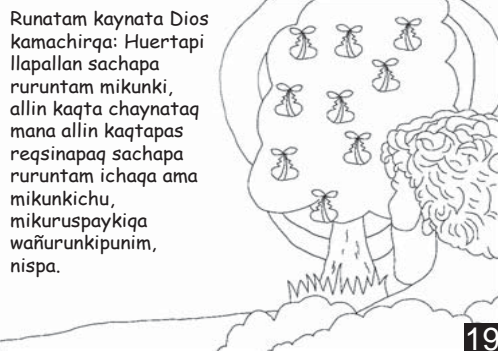 Runatam kaynata Dios
kamachirqa: Huertapi
llapallan sachapa
ruruntam mikunki,
allin kaqta chaynataq
mana allin kaqtapas
reqsinapaq sachapa
ruruntam ichaqa ama
mikunkichu,
mikuruspaykiqa
wañurunkipunim,
nispa.
19